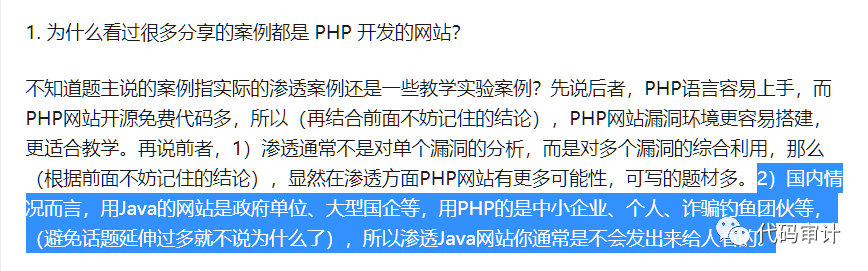 1. 为什么看过很多分享的案例都是 PHP 开发的网站？
不知道题主说的案例指实际的渗透案例还是一些教学实验案例？先说后者，PHP语言容易上手，而
PHP网站开源免费代码多，所以（再结合前面不妨记住的结论），PHP网站漏洞环境更容易搭建，
更适合教学。再说前者，1）渗透通常不是对单个漏洞的分析，而是对多个漏洞的综合利用，那么
（根据前面不妨记住的结论），显然在渗透方面PHP网站有更多可能性，可写的题材多。2）国内情
况而言，用Java的网站是政府单位、大型国企等，用PHP的是中小企业、个人、诈骗钓鱼团伙等，
（避免话题延伸过多就不说为什么了），所以渗透Java网站你通常是不会发出来给人看的
代码审计